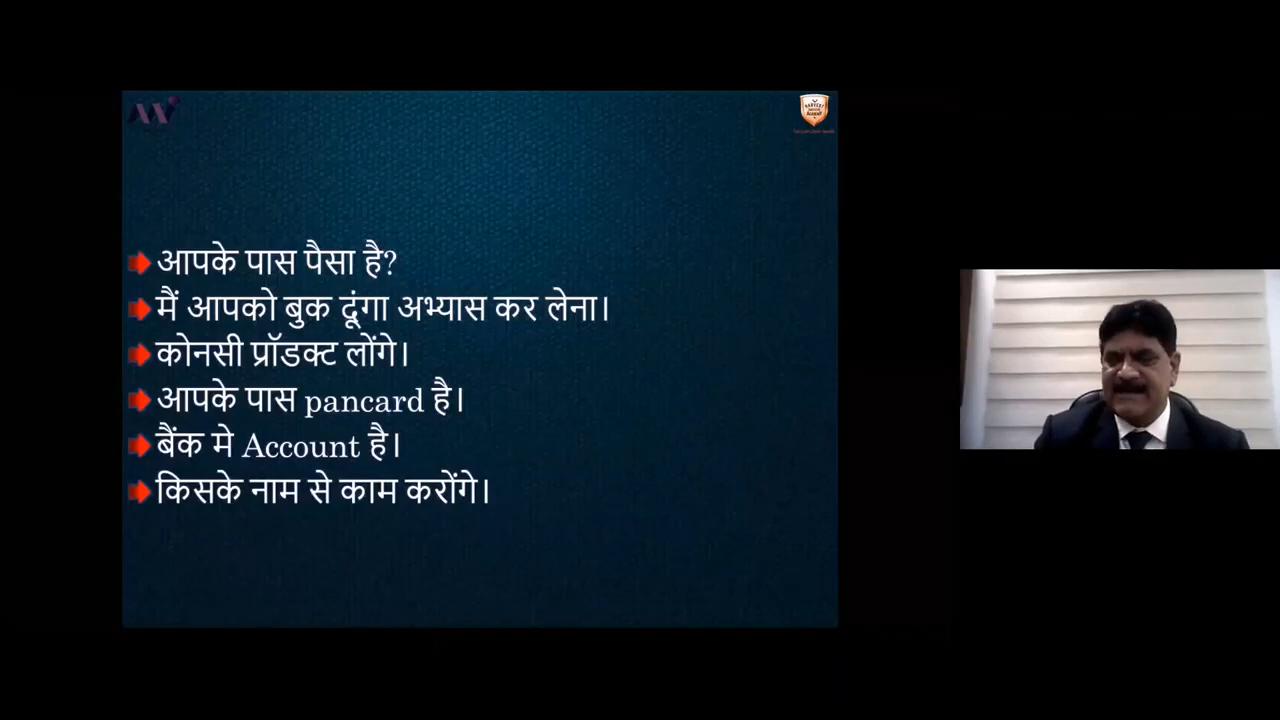 आपके पास पैसा है?
मैं आपको बुक दूंगा अभ्यास कर लेना।
कोनसी प्रॉडक्ट लोंगे।
आपके पास pancard है।
बैंक मे Account है।
किसके नाम से काम करोंगे।